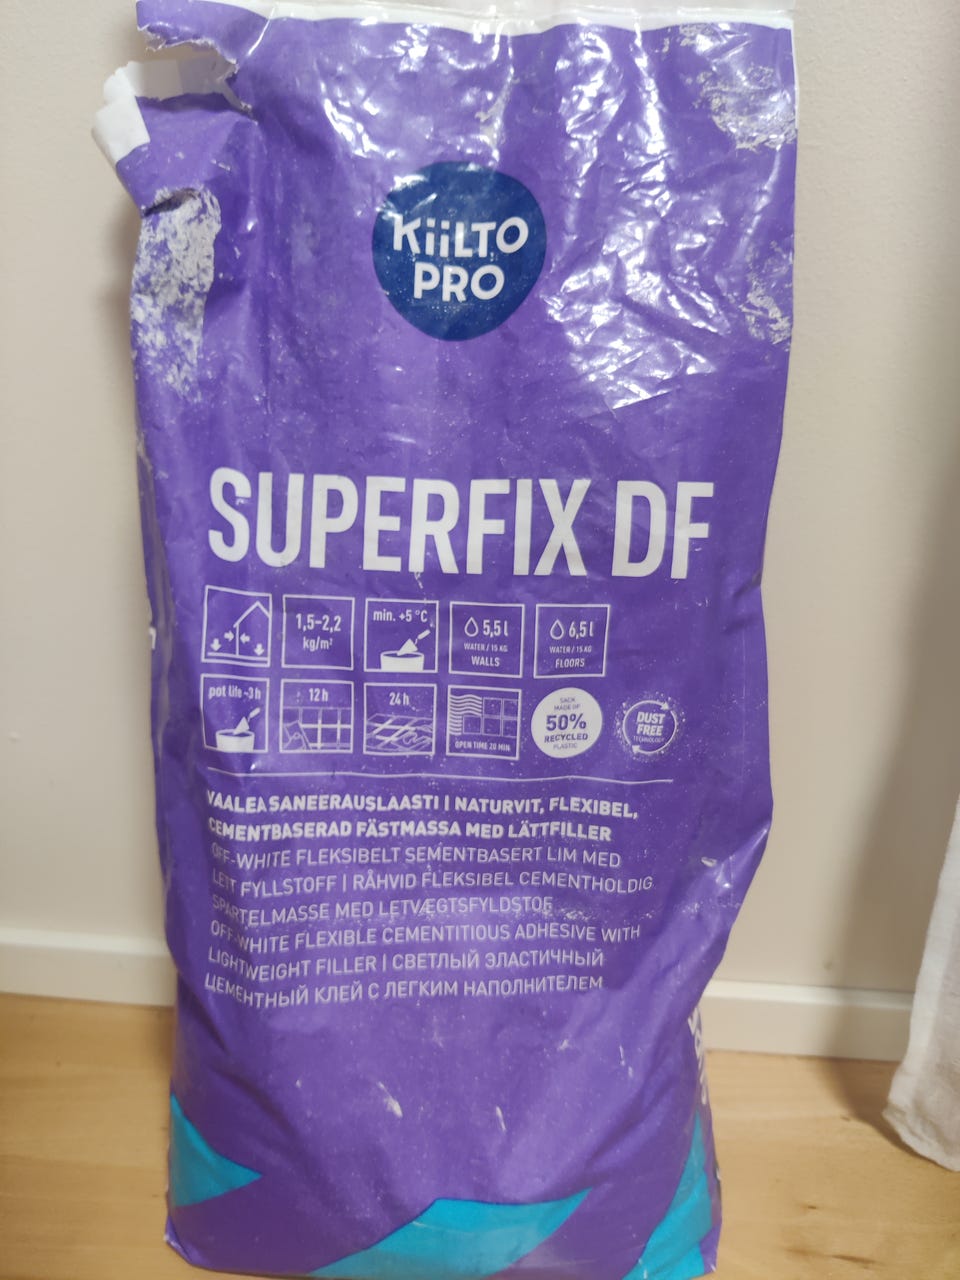 KiiLTO
PRO
SUPERFIX DF
1,5–2,2
kg/m²
min. +5 °C
5,5 l
WATER / 15 KG
WALLS
6,5 l
WATER / 15 KG
FLOORS
pot life ~3 h
12 h
24 h
OPEN TIME 20 MIN
SACK
MADE OF
50%
RECYCLED
PLASTIC
DUST
FREE
TECHNOLOGY
VAALEA SANEERAUSLAASTI | NATURVIT, FLEXIBEL,
CEMENTBASERAD FÄSTMASSA MED LÄTTFILLER
OFF-WHITE FLEKSIBELT SEMENTBASERT LIM MED
LETT FYLLSTOFF | RÅHVID FLEKSIBEL CEMENTHOLDIG
SPARTELMASSE MED LETVÆGTSFYLDSTOF
OFF-WHITE FLEXIBLE CEMENTITIOUS ADHESIVE WITH
LIGHTWEIGHT FILLER | СВЕТЛЫЙ ЭЛАСТИЧНЫЙ
ЦЕМЕНТНЫЙ КЛЕЙ С ЛЕГКИМ НАПОЛНИТЕЛЕМ